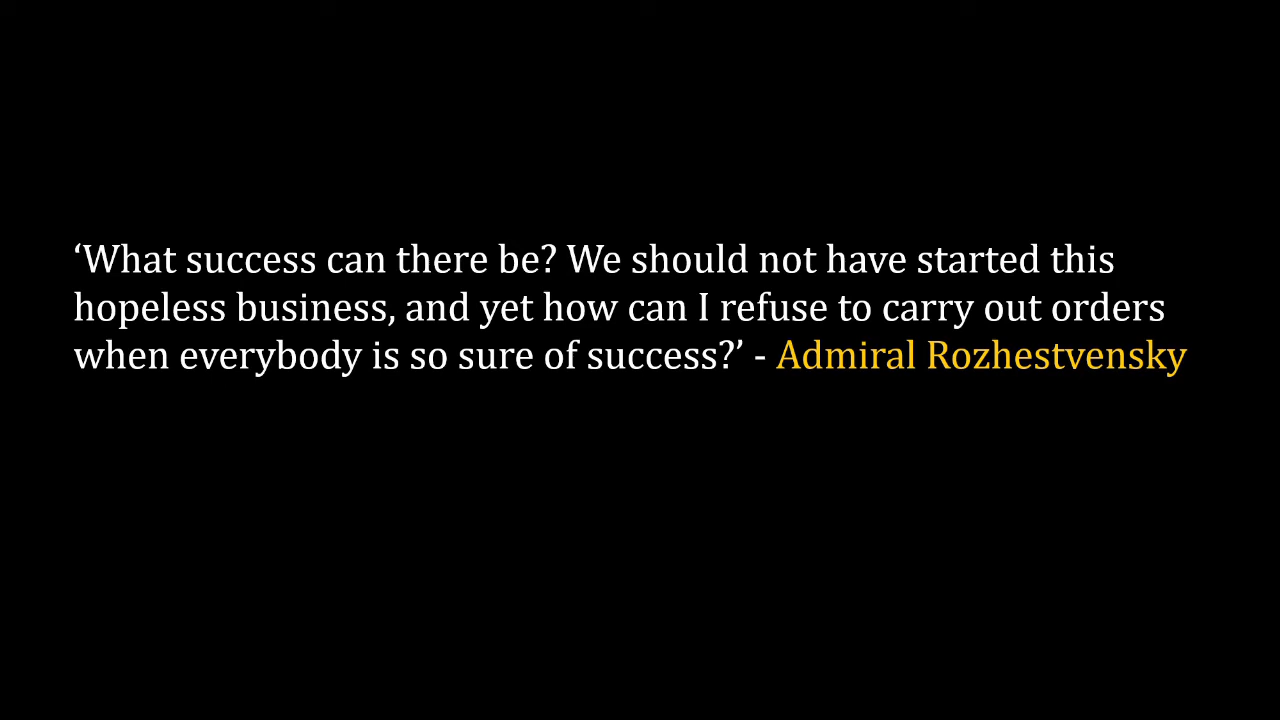 ‘What success can there be? We should not have started this
hopeless business, and yet how can I refuse to carry out orders
when everybody is so sure of success?’ - Admiral Rozhestvensky